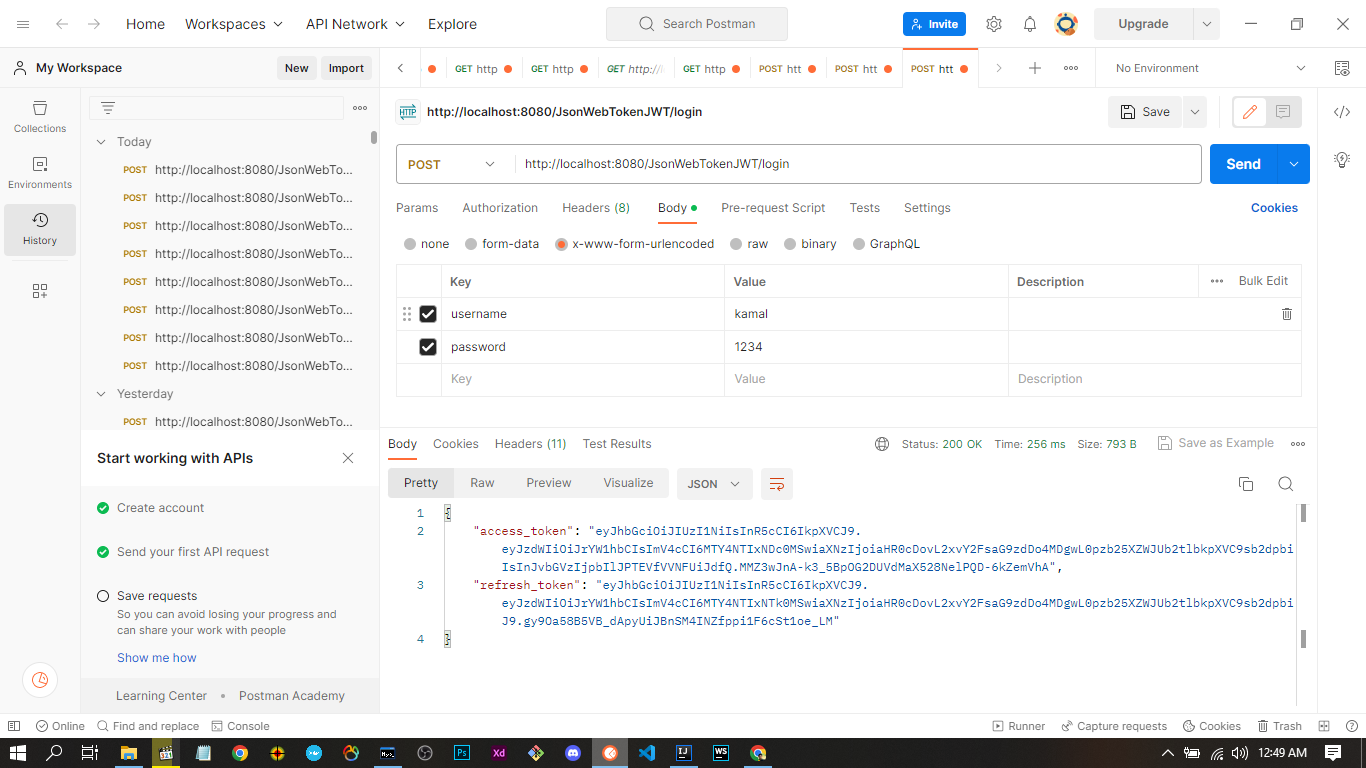 Home Workspaces API Network Explore Search Postman Invite Upgrade
My Workspace New Import GET http GET http GET http:// GET http POST htt POST htt POST htt No Environment
Collections
Environments
History
Today
POST http://localhost:8080/JsonWebTo...
POST http://localhost:8080/JsonWebTo...
POST http://localhost:8080/JsonWebTo...
POST http://localhost:8080/JsonWebTo...
POST http://localhost:8080/JsonWebTo...
POST http://localhost:8080/JsonWebTo...
POST http://localhost:8080/JsonWebTo...
POST http://localhost:8080/JsonWebTo...
Yesterday
POST http://localhost:8080/JsonWebTo...
Start working with APIs
Create account
Send your first API request
Save requests
So you can avoid losing your progress and
can share your work with people
Show me how
Learning Center • Postman Academy
HTTP http://localhost:8080/JsonWebTokenJWT/login Save
POST http://localhost:8080/JsonWebTokenJWT/login Send
Params Authorization Headers (8) Body Pre-request Script Tests Settings Cookies
none form-data x-www-form-urlencoded raw binary GraphQL
Key Value Description Bulk Edit
username kamal
password 1234
Key Value Description
Body Cookies Headers (11) Test Results Status: 200 OK Time: 256 ms Size: 793 B Save as Example
Pretty Raw Preview Visualize JSON
1 {
2 "access_token": "eyJhbGciOiJIUzI1NiIsInR5cCI6IkpXVCJ9.
eyJzdWIiOiJrYW1hbCIsImV4cCI6MTY4NTIxNDc0MSwiaXNzIjoiaHR0cDovL2xvY2FsaG9zdDo4MDgwL0pzb25XZWJUb2tlbkpXVC9sb2dpbi
IsInJvbGVzIjpbIlJPTEVfVVNFUiJdfQ.MMZ3wJnA-k3_5BpOG2DUVdMaX528NelPQD-6kZemVhA",
3 "refresh_token": "eyJhbGciOiJIUzI1NiIsInR5cCI6IkpXVCJ9.
eyJzdWIiOiJrYW1hbCIsImV4cCI6MTY4NTIxNTk0MSwiaXNzIjoiaHR0cDovL2xvY2FsaG9zdDo4MDgwL0pzb25XZWJUb2tlbkpXVC9sb2dpbi
J9.gy9Oa58B5VB_dApyUiJBnSM4INZfppi1F6cSt1oe_LM"
4 }
Online Find and replace Console Runner Capture requests Cookies Trash
Ps Xd IJ WS 12:49 AM